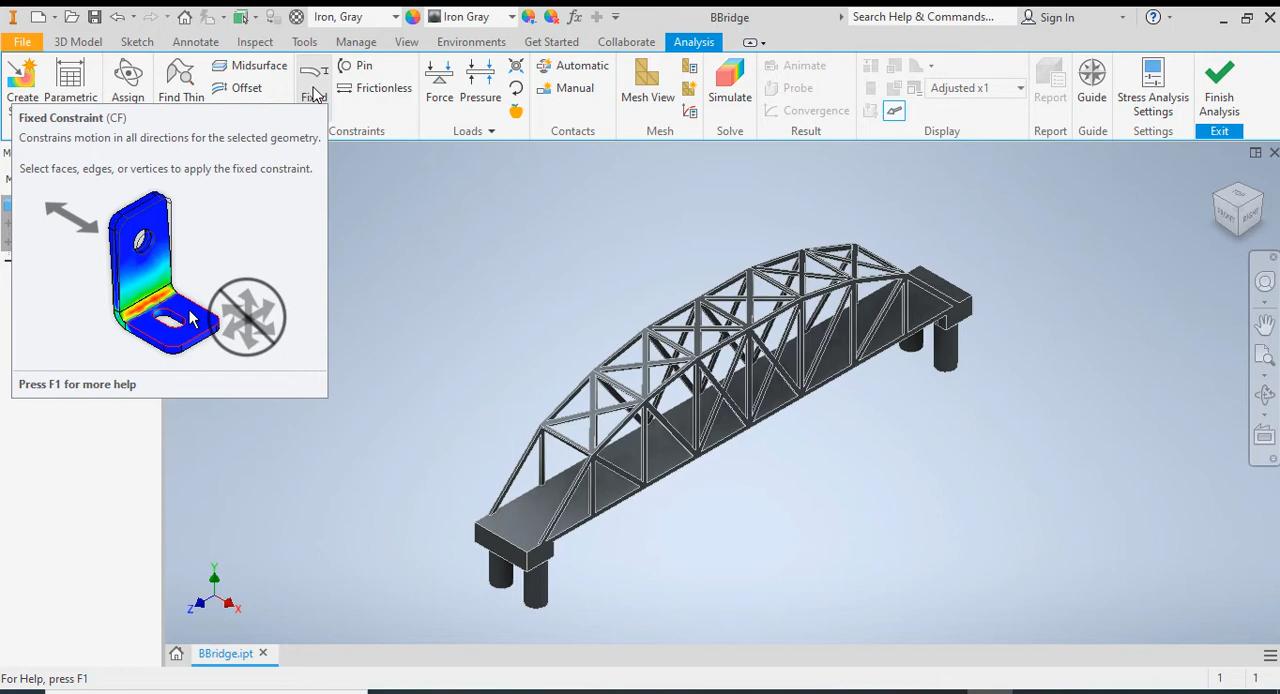 Iron, Gray
Iron Gray
fx
BBridge
Search Help & Commands...
Sign In
File
3D Model
Sketch
Annotate
Inspect
Tools
Manage
View
Environments
Get Started
Collaborate
Analysis
Create
Parametric
Assign
Find Thin
Midsurface
Offset
Fixed
Pin
Frictionless
Constraints
Force
Pressure
Loads
Automatic
Manual
Contacts
Mesh View
Mesh
Simulate
Solve
Animate
Probe
Convergence
Result
Adjusted x1
Display
Report
Report
Guide
Guide
Stress Analysis
Settings
Settings
Finish
Analysis
Exit
Fixed Constraint (CF)
Constrains motion in all directions for the selected geometry.
Select faces, edges, or vertices to apply the fixed constraint.
Press F1 for more help
TOP
FRONT
RIGHT
Y
Z
X
BBridge.ipt
For Help, press F1
1
1